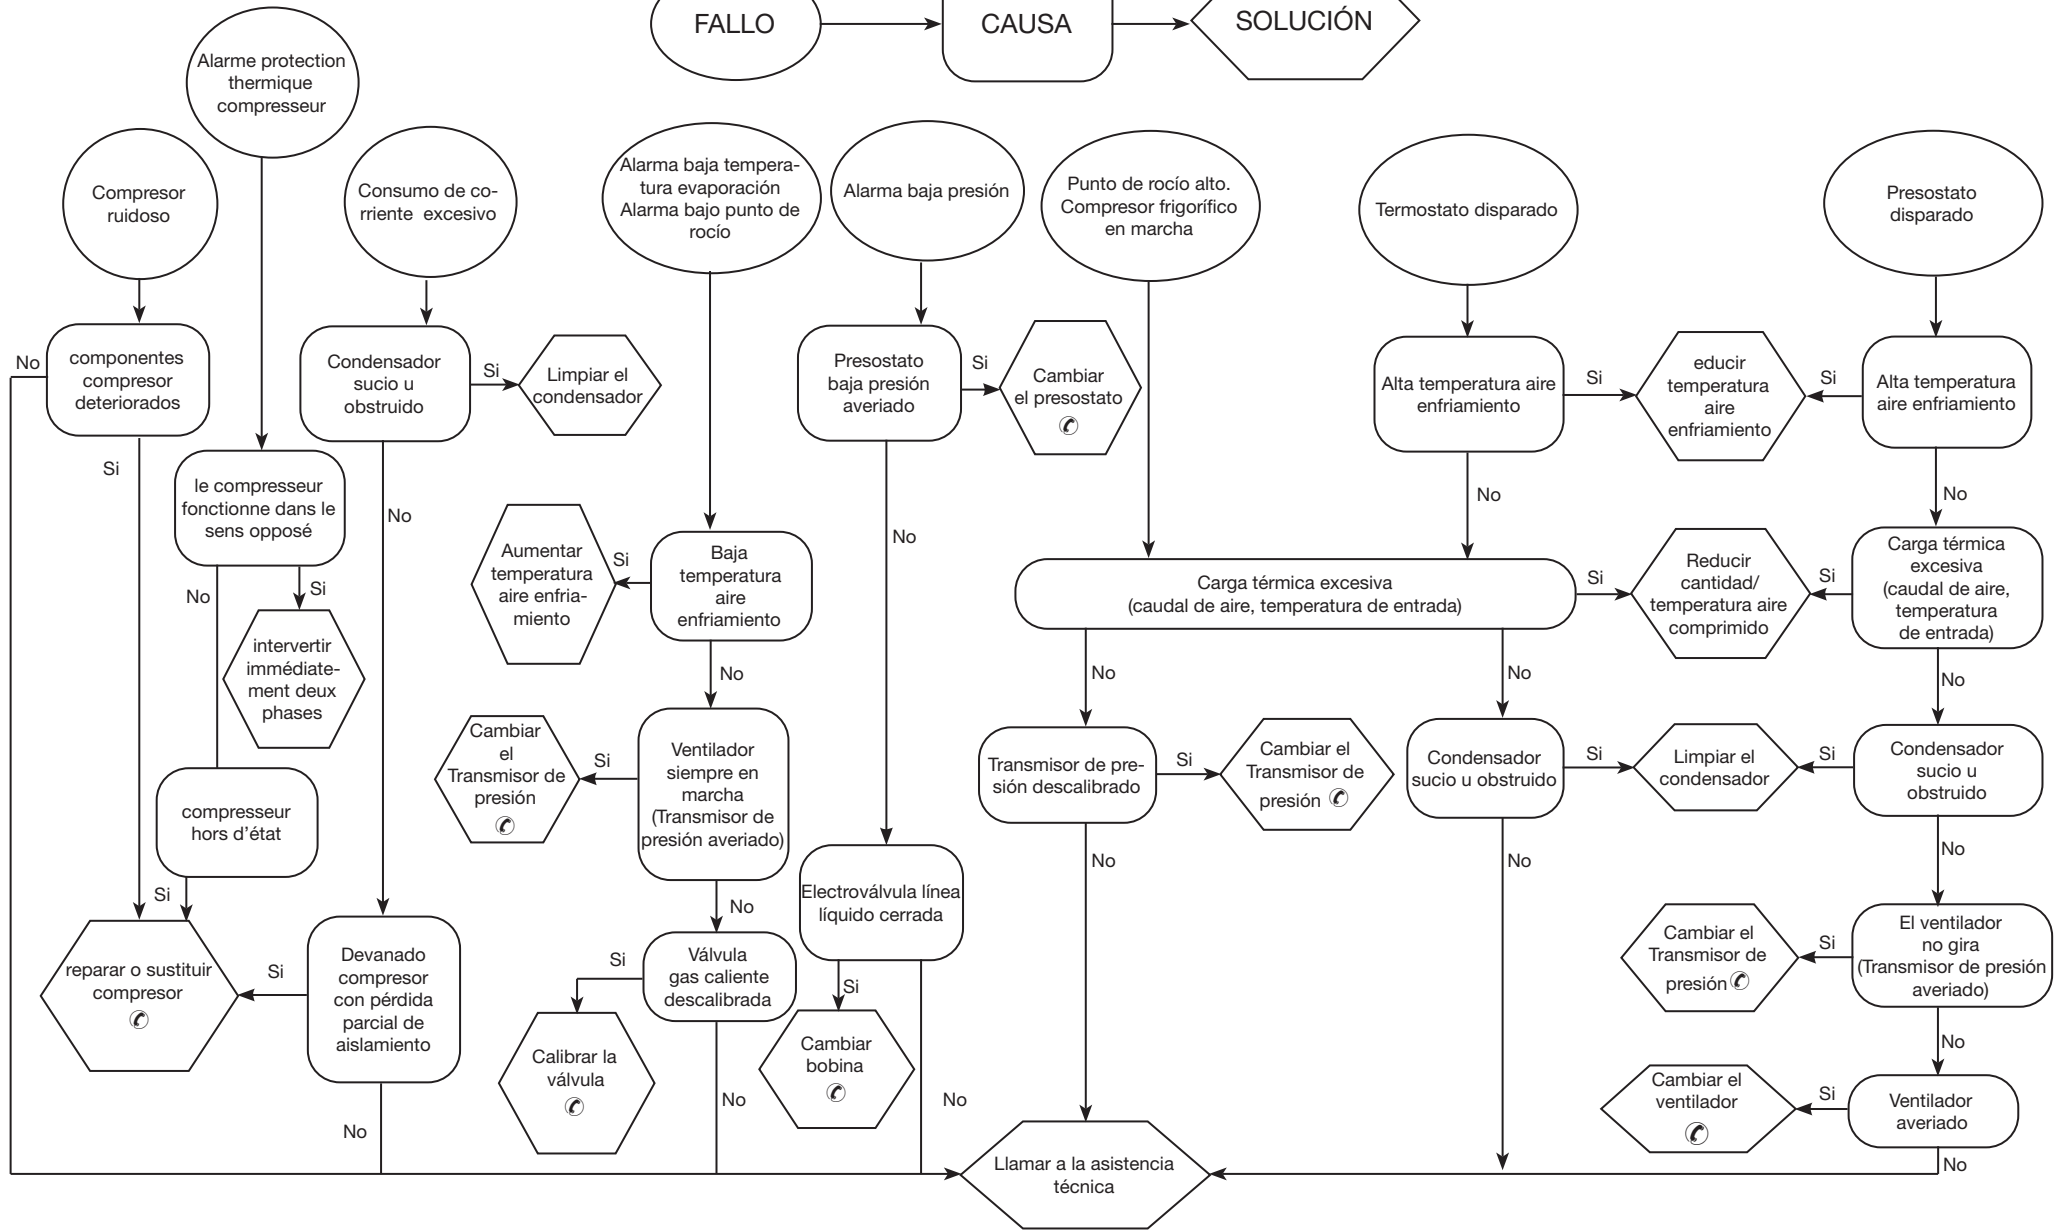 FALLO
CAUSA
SOLUCIÓN
Alarme protection
thermique
compresseur
Compresor
ruidoso
Consumo de co-
rriente excesivo
Alarma baja tempera-
tura evaporación
Alarma bajo punto de
rocío
Alarma baja presión
Punto de rocío alto.
Compresor frigorífico
en marcha
Termostato disparado
Presostato
disparado
No
componentes
compresor
deteriorados
Si
Condensador
sucio u
obstruido
Si
Limpiar el
condensador
No
Presostato
baja presión
averiado
Si
Cambiar
el presostato
No
Alta temperatura aire
enfriamiento
Si
educir
temperatura
aire
enfriamiento
Si
Alta temperatura
aire enfriamiento
No
No
le compresseur
fonctionne dans le
sens opposé
No
Si
intervertir
immédiate-
ment deux
phases
Aumentar
temperatura
aire enfria-
miento
Si
Baja
temperatura
aire
enfriamiento
No
Carga térmica excesiva
(caudal de aire, temperatura de entrada)
Si
Reducir
cantidad/
temperatura aire
comprimido
Si
Carga térmica
excesiva
(caudal de aire,
temperatura
de entrada)
No
No
No
Cambiar
el
Transmisor de
presión
Si
Ventilador
siempre en
marcha
(Transmisor de
presión averiado)
No
Transmisor de pre-
sión descalibrado
Si
Cambiar el
Transmisor de
presión
No
Condensador
sucio u obstruido
Si
Limpiar el
condensador
Si
Condensador
sucio u
obstruido
No
No
compresseur
hors d’état
Si
Electroválvula línea
líquido cerrada
Si
No
reparar o sustituir
compresor
Si
Devanado
compresor
con pérdida
parcial de
aislamiento
No
Si
Válvula
gas caliente
descalibrada
No
Calibrar la
válvula
Cambiar
bobina
Cambiar el
Transmisor de
presión
Si
El ventilador
no gira
(Transmisor de presión
averiado)
No
Cambiar el
ventilador
Si
Ventilador
averiado
No
Llamar a la asistencia
técnica